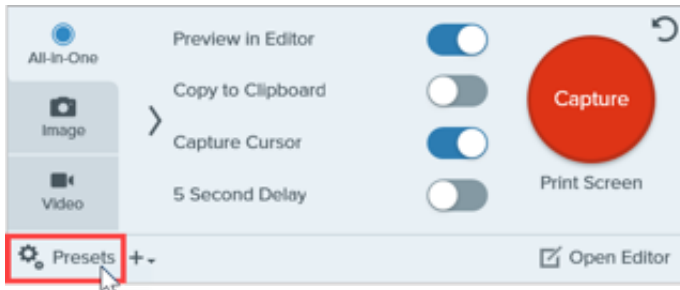 All-in-One
Image
Video
Preview in Editor
Copy to Clipboard
Capture Cursor
5 Second Delay
Capture
Print Screen
Presets
Open Editor